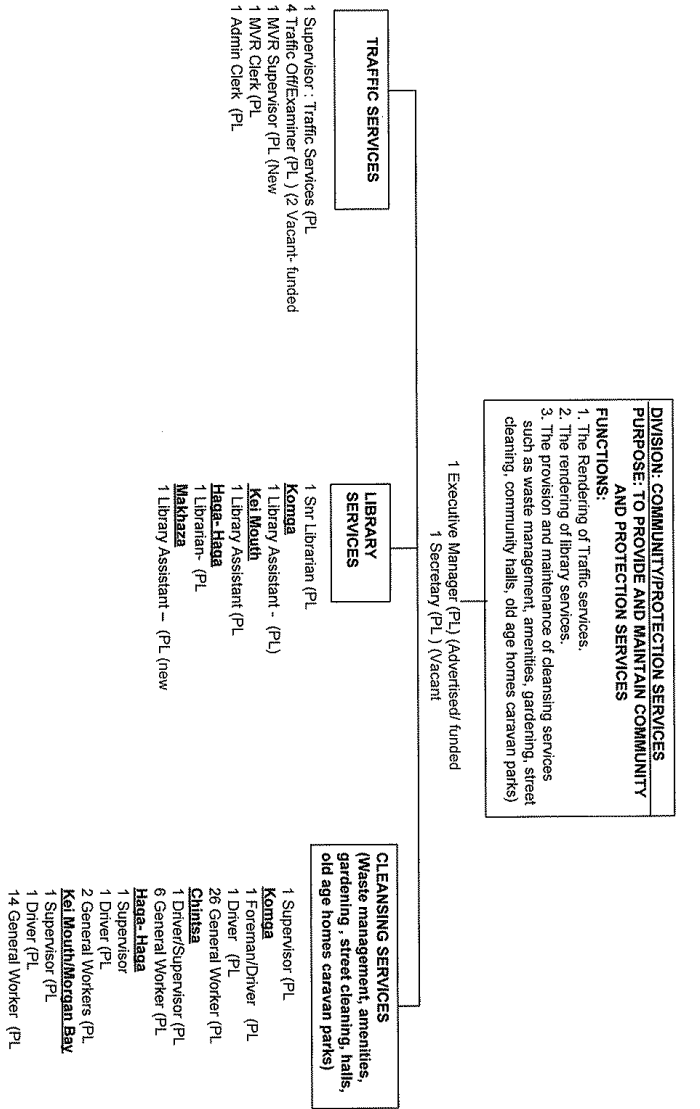 DIVISION: COMMUNITY/PROTECTION SERVICES
PURPOSE: TO PROVIDE AND MAINTAIN COMMUNITY
AND PROTECTION SERVICES
FUNCTIONS:
1. The Rendering of Traffic services.
2. The rendering of library services.
3. The provision and maintenance of cleansing services
such as waste management, amenities, gardening, street
cleaning, community halls, old age homes caravan parks)
1 Executive Manager (PL) (Advertised/ funded
1 Secretary (PL ) (Vacant
TRAFFIC SERVICES
1 Supervisor : Traffic Services (PL
4 Traffic Off/Examiner (PL ) (2 Vacant- funded
1 MVR Supervisor (PL (New
1 MVR Clerk (PL
1 Admin Clerk (PL
LIBRARY
SERVICES
1 Snr Librarian (PL
Komga
1 Library Assistant - (PL)
Kei Mouth
1 Library Assistant (PL
Haga- Haga
1 Librarian- (PL
Makhaza
1 Library Assistant – (PL (new
CLEANSING SERVICES
(Waste management, amenities,
gardening , street cleaning, halls,
old age homes caravan parks)
1 Supervisor (PL
Komga
1 Foreman/Driver (PL
1 Driver (PL
26 General Worker (PL
Chintsa
1 Driver/Supervisor (PL
6 General Worker (PL
Haga- Haga
1 Supervisor
1 Driver (PL
2 General Workers (PL
Kei Mouth/Morgan Bay
1 Supervisor (PL
1 Driver (PL
14 General Worker (PL